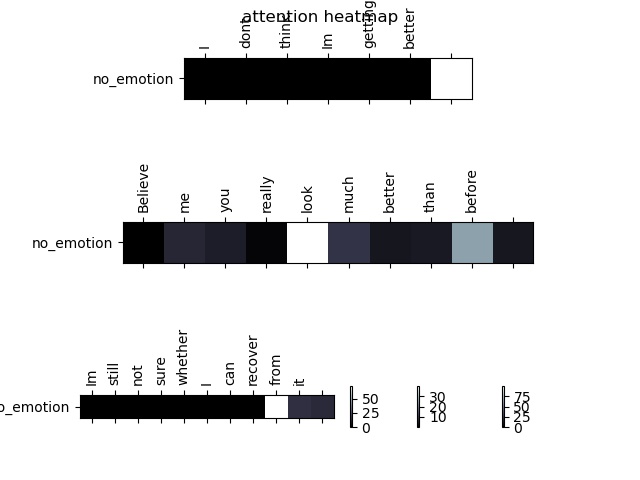 attention heatmap
I dont think Im getting better
no_emotion
Believe me you really look much better than before
no_emotion
Im still not sure whether I can recover from it
o_emotion
50
25
0
30
20
10
75
50
25
0